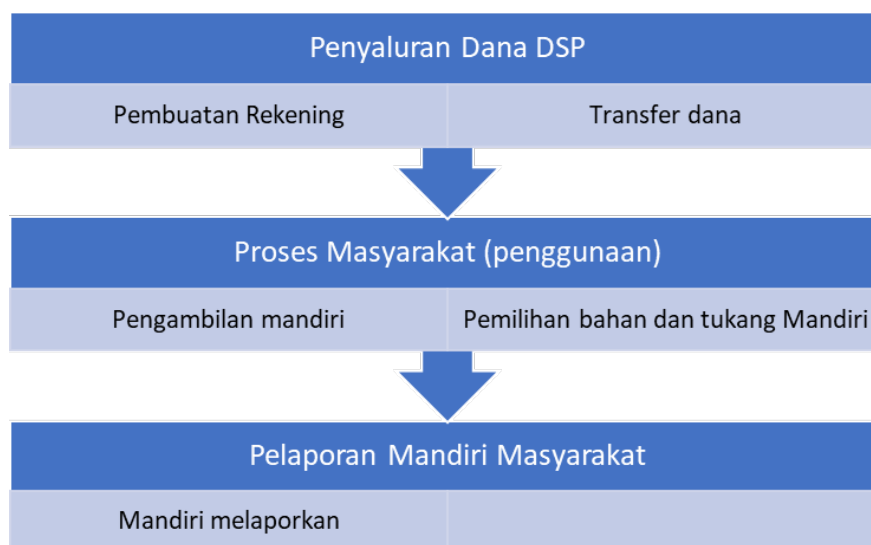 Penyaluran Dana DSP
Pembuatan Rekening
Transfer dana
Proses Masyarakat (penggunaan)
Pengambilan mandiri
Pemilihan bahan dan tukang Mandiri
Pelaporan Mandiri Masyarakat
Mandiri melaporkan